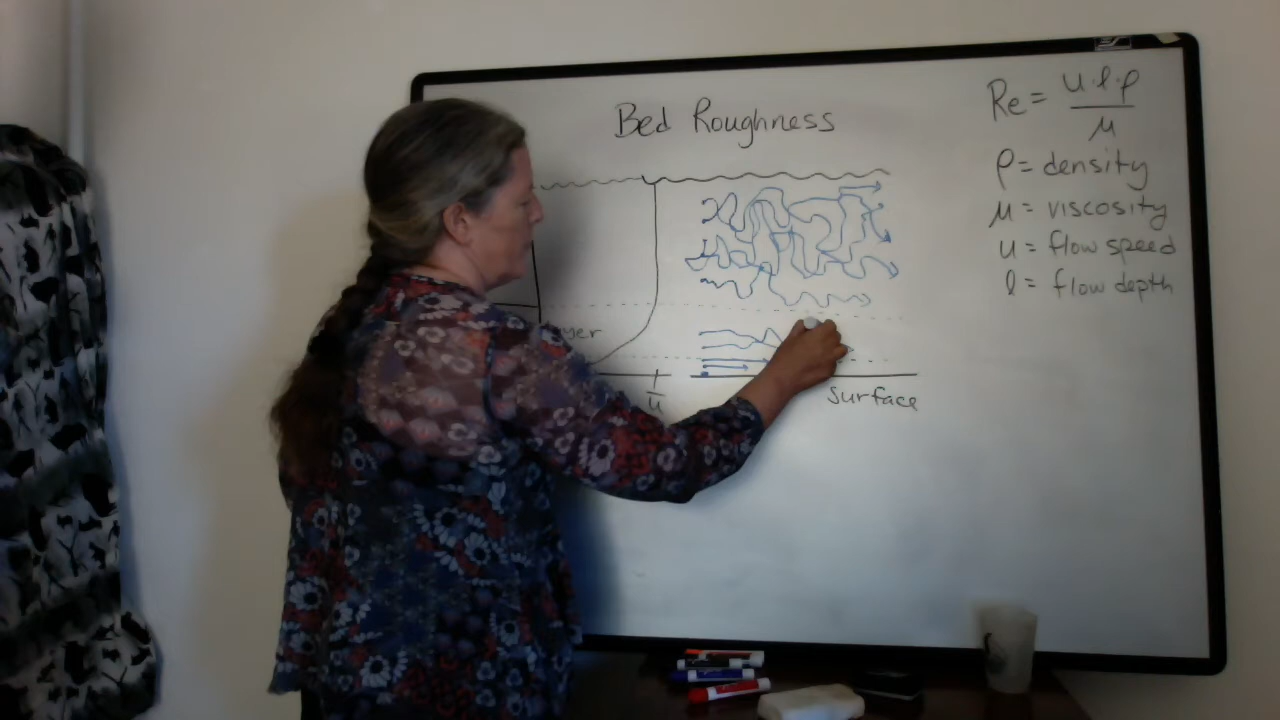 Bed Roughness
Re = u·l·ρ / μ
ρ = density
μ = viscosity
u = flow speed
l = flow depth
u
surface